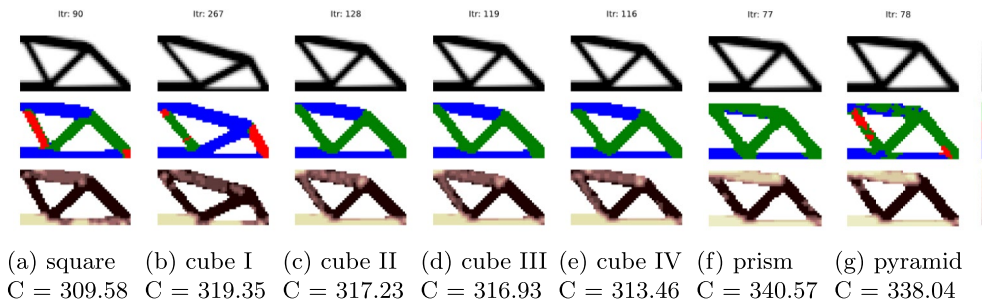 Itr: 90
Itr: 267
Itr: 128
Itr: 119
Itr: 116
Itr: 77
Itr: 78
(a) square
(b) cube I
(c) cube II
(d) cube III
(e) cube IV
(f) prism
(g) pyramid
C = 309.58
C = 319.35
C = 317.23
C = 316.93
C = 313.46
C = 340.57
C = 338.04